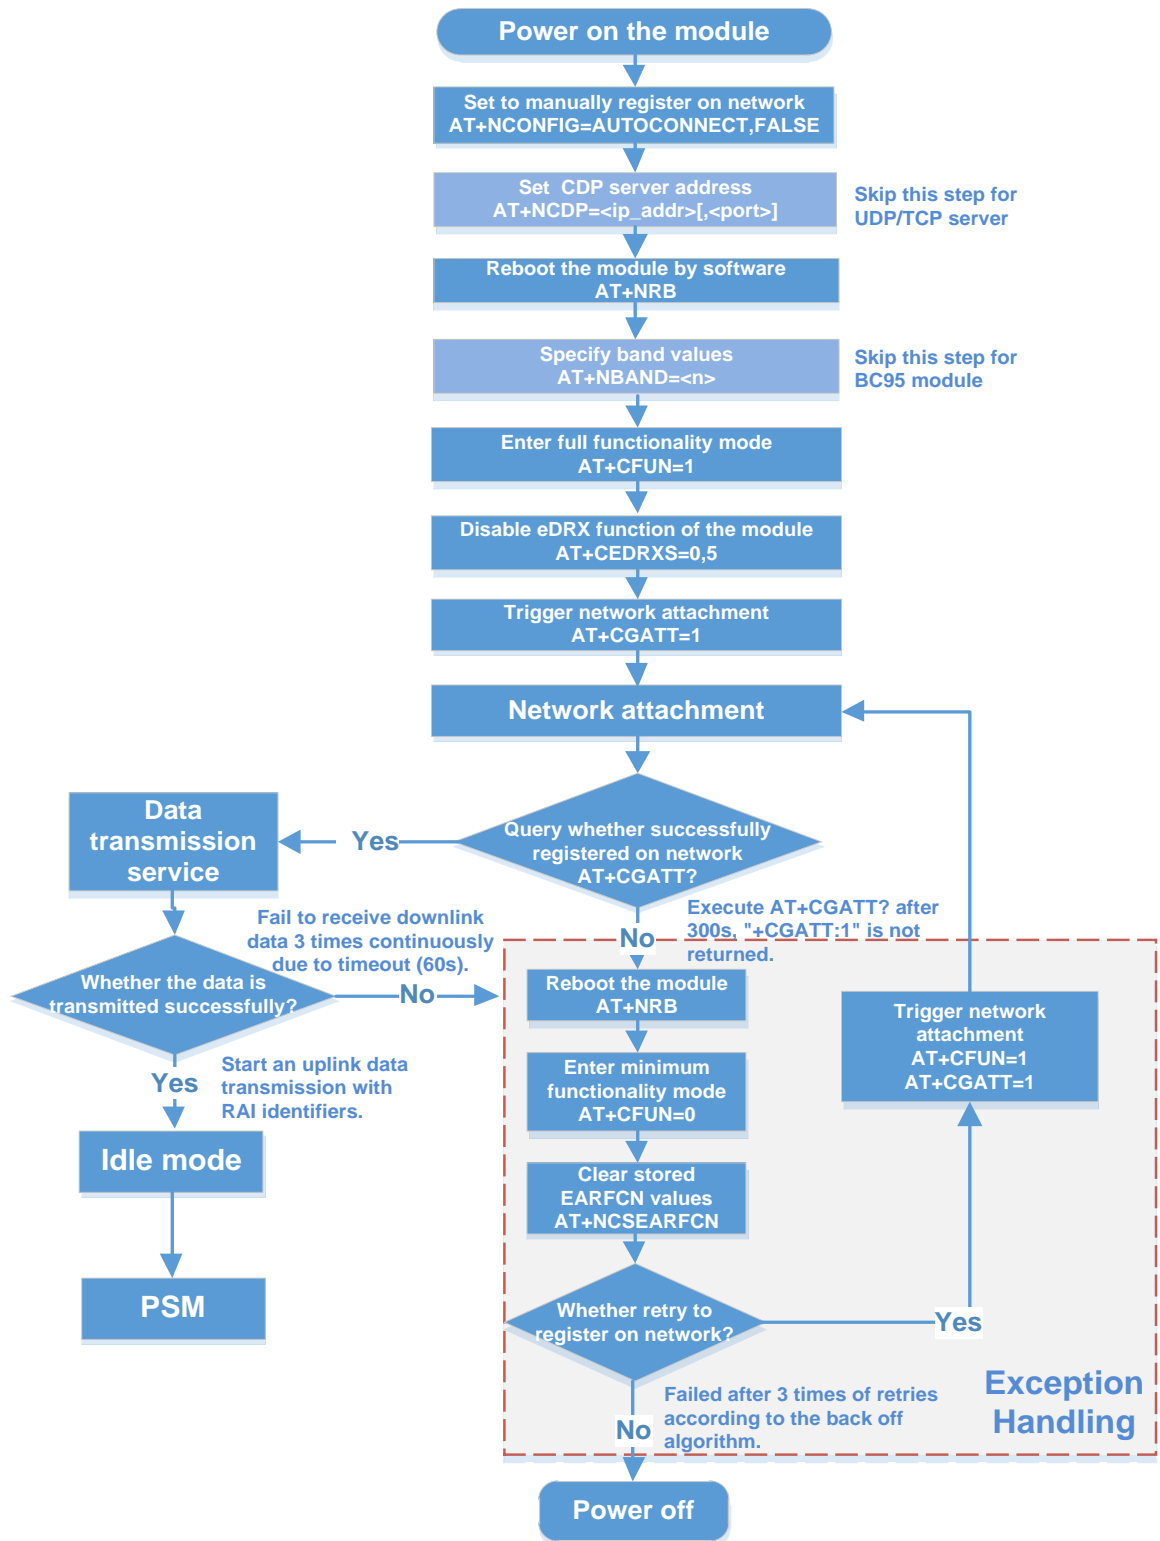 Power on the module
Set to manually register on network
AT+NCONFIG=AUTOCONNECT,FALSE
Set CDP server address
AT+NCDP=<ip_addr>[,<port>]
Skip this step for
UDP/TCP server
Reboot the module by software
AT+NRB
Specify band values
AT+NBAND=<n>
Skip this step for
BC95 module
Enter full functionality mode
AT+CFUN=1
Disable eDRX function of the module
AT+CEDRXS=0,5
Trigger network attachment
AT+CGATT=1
Network attachment
Query whether successfully
registered on network
AT+CGATT?
Yes
Data
transmission
service
Fail to receive downlink
data 3 times continuously
due to timeout (60s).
Whether the data is
transmitted successfully?
No
Yes
Start an uplink data
transmission with
RAI identifiers.
Idle mode
PSM
No
Execute AT+CGATT? after
300s, "+CGATT:1" is not
returned.
Reboot the module
AT+NRB
Enter minimum
functionality mode
AT+CFUN=0
Clear stored
EARFCN values
AT+NCSEARFCN
Whether retry to
register on network?
Yes
Trigger network
attachment
AT+CFUN=1
AT+CGATT=1
Exception
Handling
No
Failed after 3 times of retries
according to the back off
algorithm.
Power off